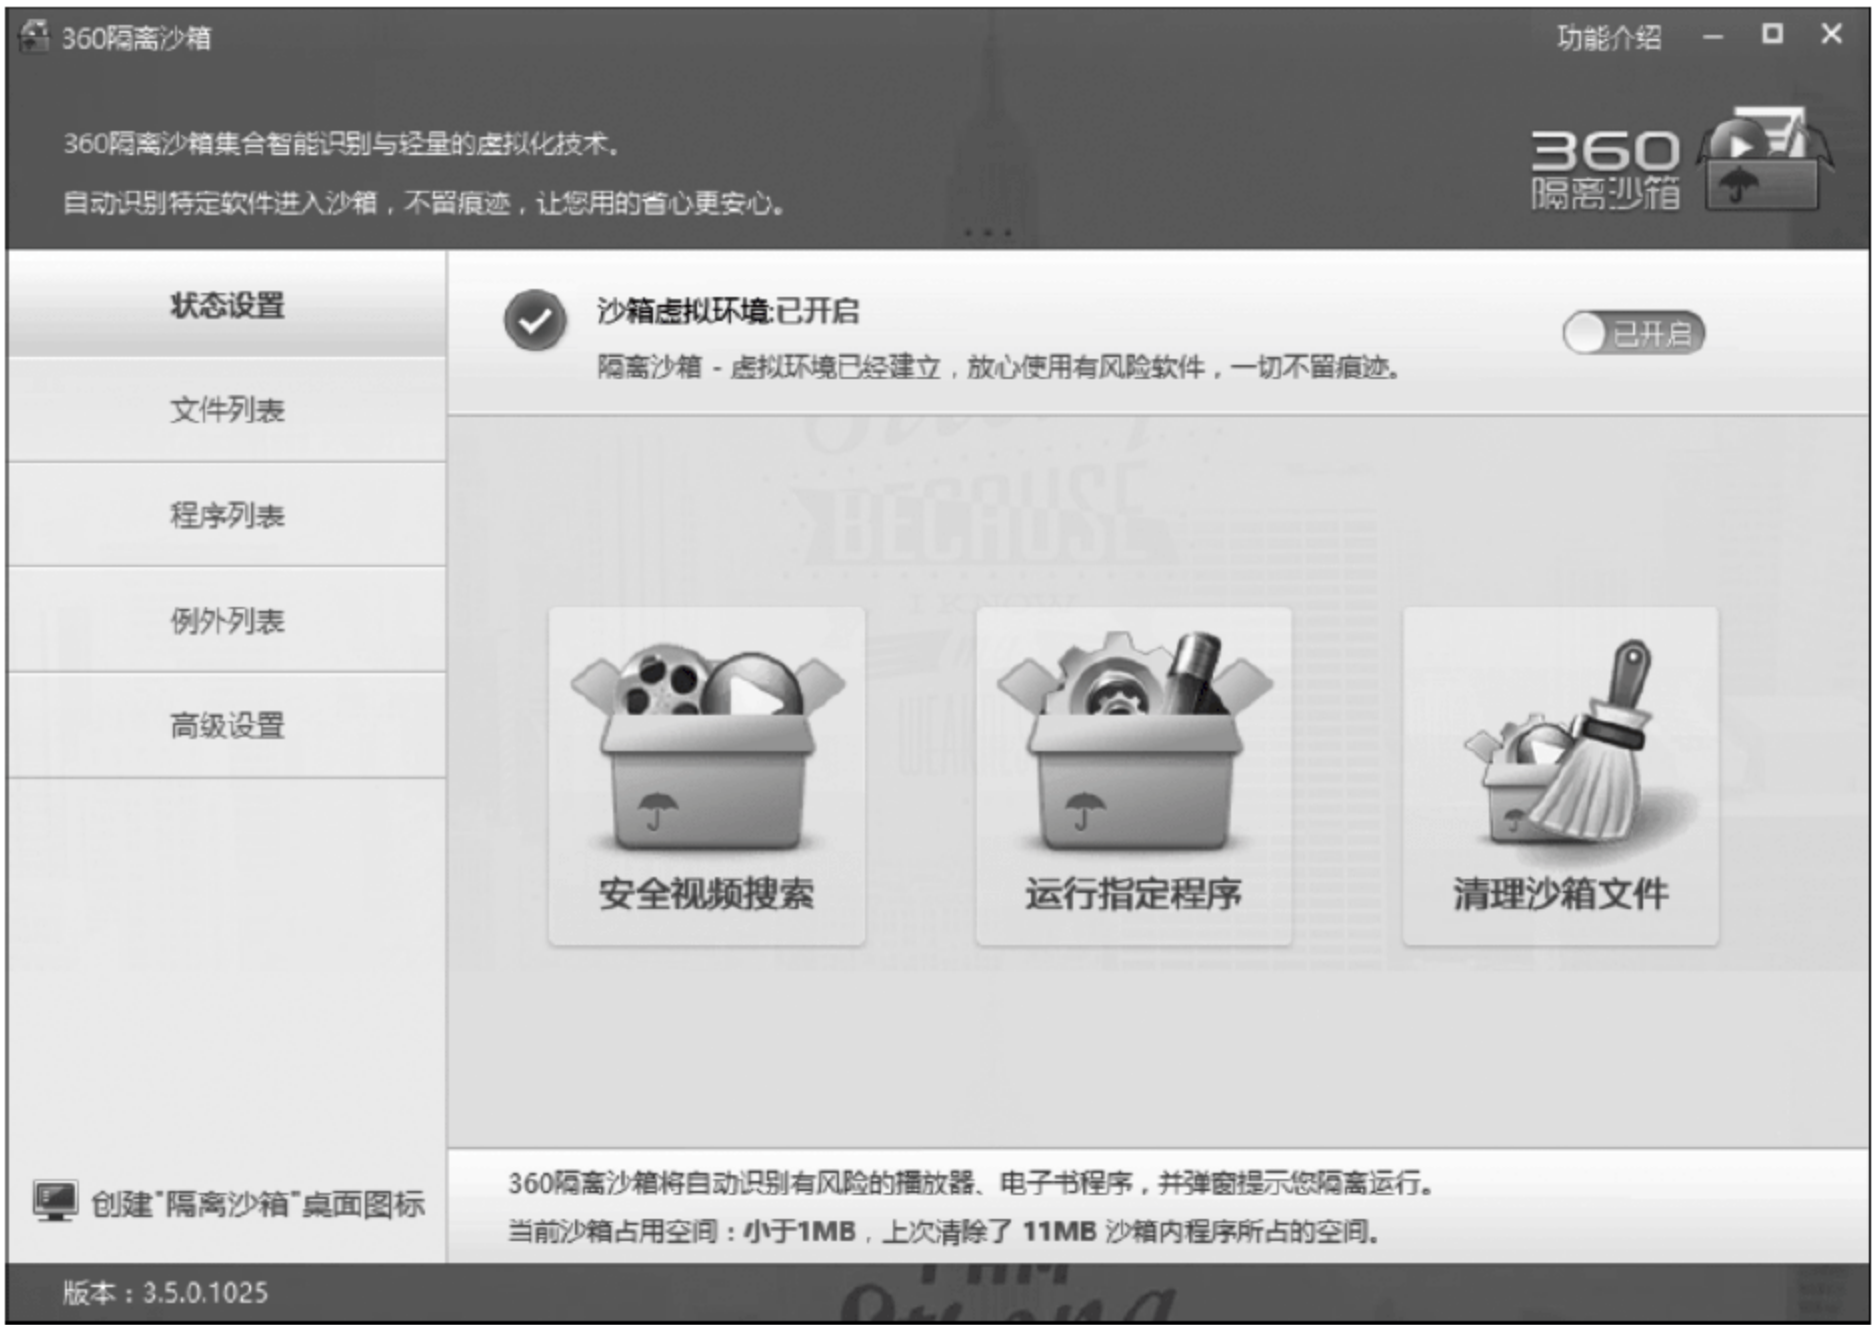 360隔离沙箱
功能介绍
360隔离沙箱集合智能识别与轻量的虚拟化技术。
自动识别特定软件进入沙箱，不留痕迹，让您用的省心更安心。
360
隔离沙箱
状态设置
文件列表
程序列表
例外列表
高级设置
沙箱虚拟环境:已开启
隔离沙箱 - 虚拟环境已经建立，放心使用有风险软件，一切不留痕迹。
已开启
BECAUSE
I KNOW
安全视频搜索
运行指定程序
清理沙箱文件
创建"隔离沙箱"桌面图标
360隔离沙箱将自动识别有风险的播放器、电子书程序，并弹窗提示您隔离运行。
当前沙箱占用空间：小于1MB，上次清除了 11MB 沙箱内程序所占的空间。
版本：3.5.0.1025